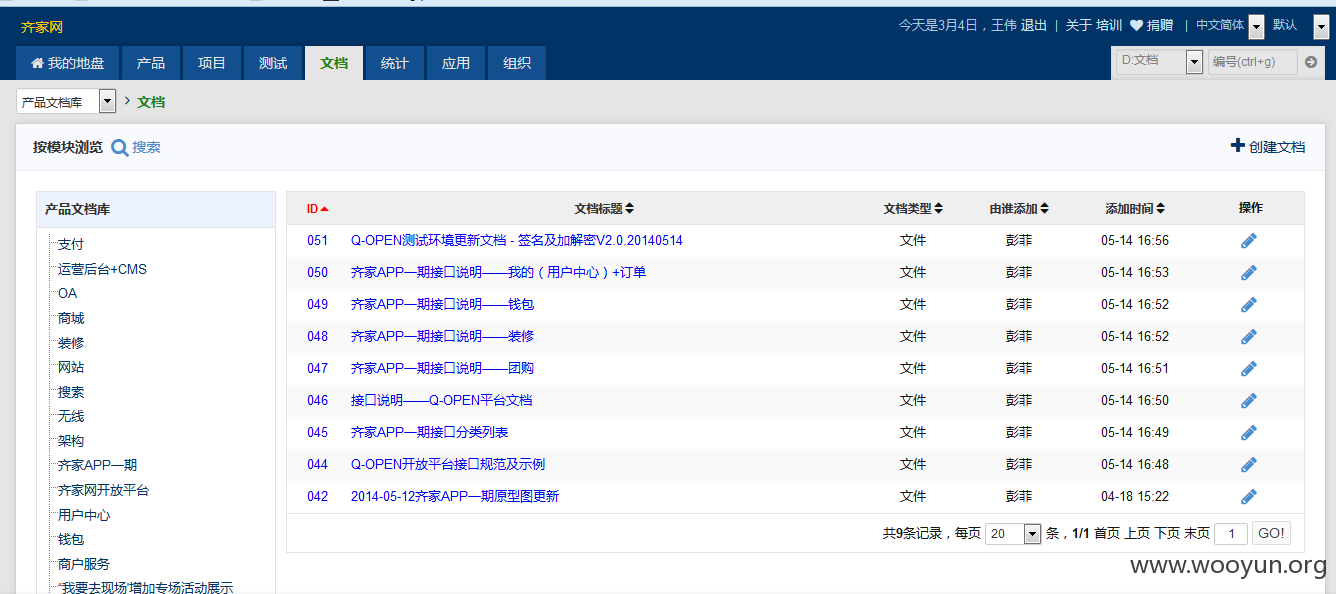 齐家网
今天是3月4日，王伟 退出 | 关于 培训 捐赠 | 中文简体 默认
我的地盘 产品 项目 测试 文档 统计 应用 组织
D:文档 编号(ctrl+g)
产品文档库 > 文档
按模块浏览 搜索
创建文档
产品文档库
支付
运营后台+CMS
OA
商城
装修
网站
搜索
无线
架构
齐家APP一期
齐家网开放平台
用户中心
钱包
商户服务
"我要去现场"增加专场活动展示
ID 文档标题 文档类型 由谁添加 添加时间 操作
051 Q-OPEN测试环境更新文档 - 签名及加解密V2.0.20140514 文件 彭菲 05-14 16:56
050 齐家APP一期接口说明——我的（用户中心）+订单 文件 彭菲 05-14 16:53
049 齐家APP一期接口说明——钱包 文件 彭菲 05-14 16:52
048 齐家APP一期接口说明——装修 文件 彭菲 05-14 16:52
047 齐家APP一期接口说明——团购 文件 彭菲 05-14 16:51
046 接口说明——Q-OPEN平台文档 文件 彭菲 05-14 16:50
045 齐家APP一期接口分类列表 文件 彭菲 05-14 16:49
044 Q-OPEN开放平台接口规范及示例 文件 彭菲 05-14 16:48
042 2014-05-12齐家APP一期原型图更新 文件 彭菲 04-18 15:22
共9条记录，每页 20 条，1/1 首页 上页 下页 末页 1 GO!
www.wooyun.org